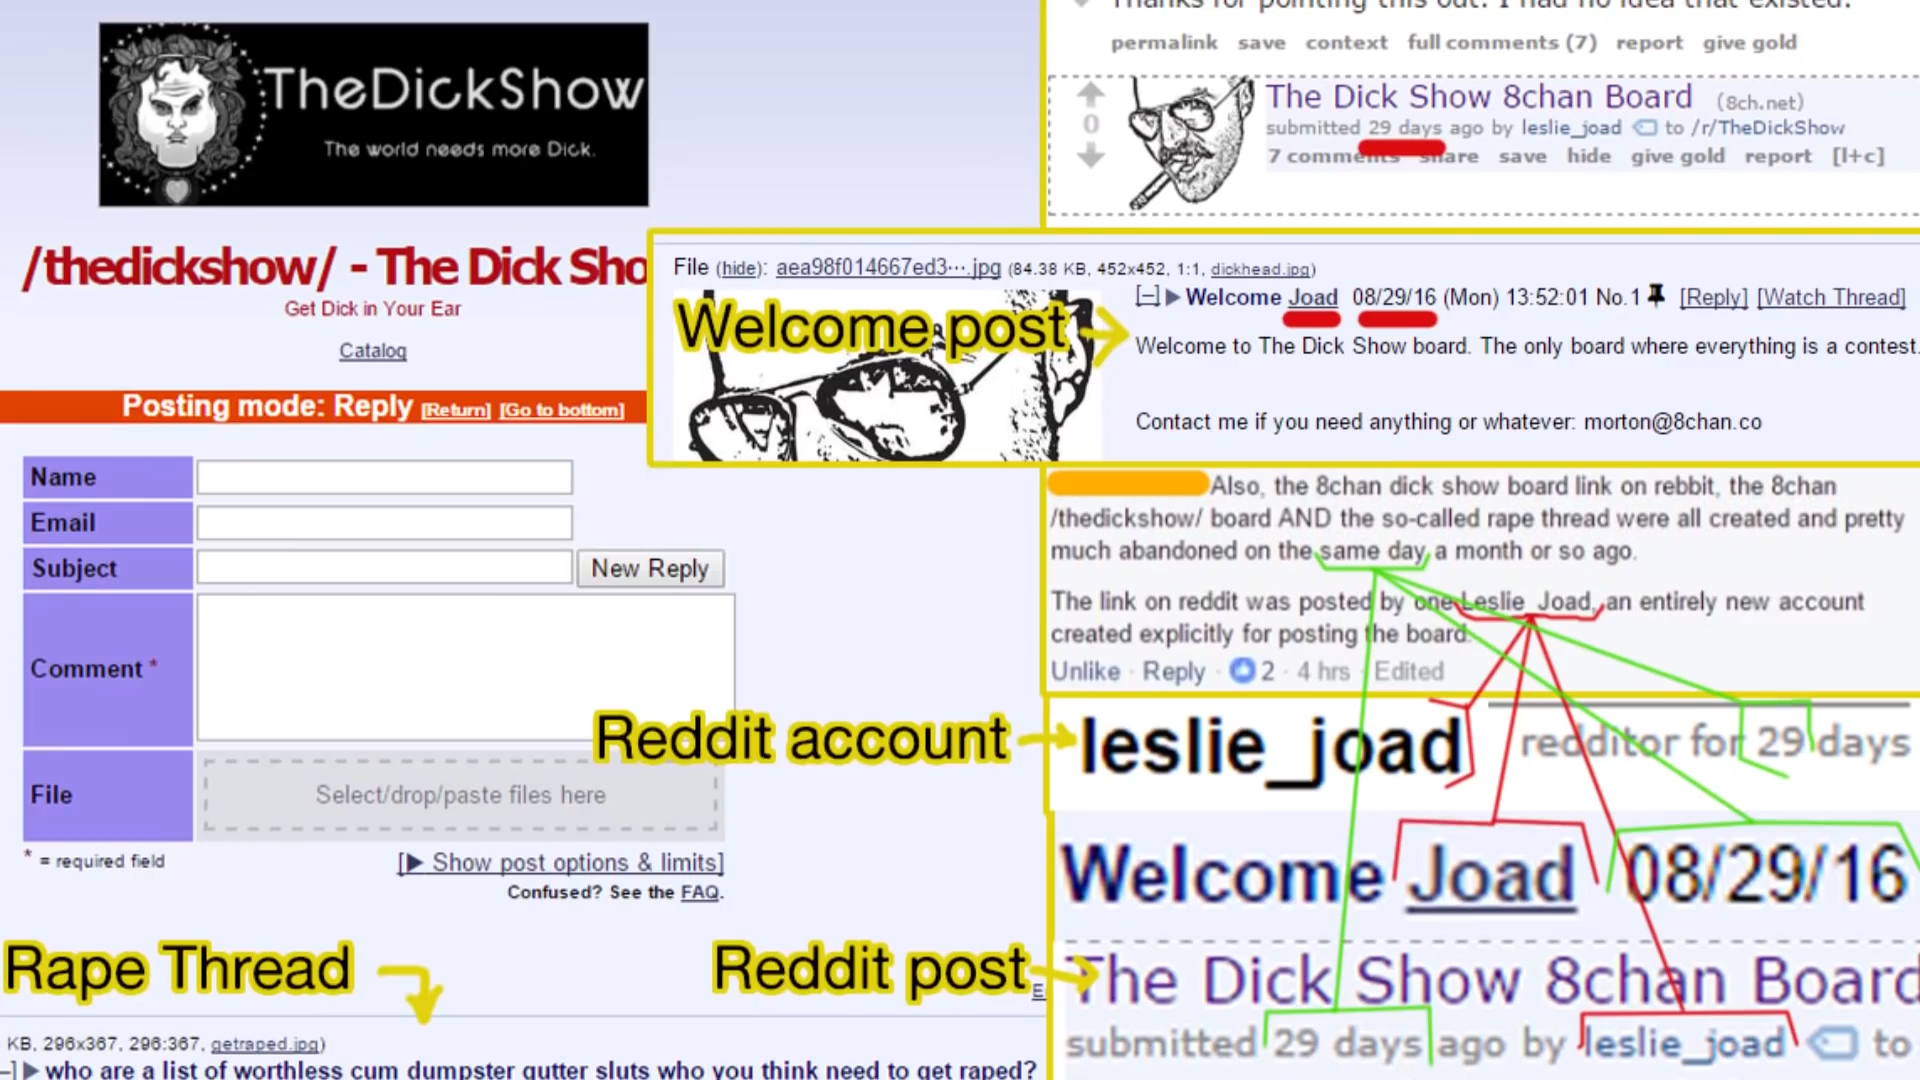 TheDickShow
The world needs more Dick.
/thedickshow/ - The Dick Sho
Get Dick in Your Ear
Catalog
Posting mode: Reply [Return] [Go to bottom]
Name
Email
Subject
New Reply
Comment *
File
Select/drop/paste files here
* = required field
[▶ Show post options & limits]
Confused? See the FAQ.
Rape Thread
KB, 296x367, 296:367, getraped.jpg)
–]▶ who are a list of worthless cum dumpster gutter sluts who you think need to get raped?
Thanks for pointing this out. I had no idea that existed.
permalink save context full comments (7) report give gold
0
The Dick Show 8chan Board (8ch.net)
submitted 29 days ago by leslie_joad to /r/TheDickShow
7 comments share save hide give gold report [l+c]
File (hide): aea98f014667ed3···.jpg (84.38 KB, 452x452, 1:1, dickhead.jpg)
Welcome post
[–]▶ Welcome Joad 08/29/16 (Mon) 13:52:01 No.1 [Reply] [Watch Thread]
Welcome to The Dick Show board. The only board where everything is a contest.
Contact me if you need anything or whatever: morton@8chan.co
Also, the 8chan dick show board link on rebbit, the 8chan
/thedickshow/ board AND the so-called rape thread were all created and pretty
much abandoned on the same day a month or so ago.
The link on reddit was posted by one Leslie Joad, an entirely new account
created explicitly for posting the board.
Unlike · Reply · 2 · 4 hrs · Edited
Reddit account
leslie_joad
redditor for 29 days
Welcome Joad 08/29/16
Reddit post
E
The Dick Show 8chan Board
submitted 29 days ago by leslie_joad to